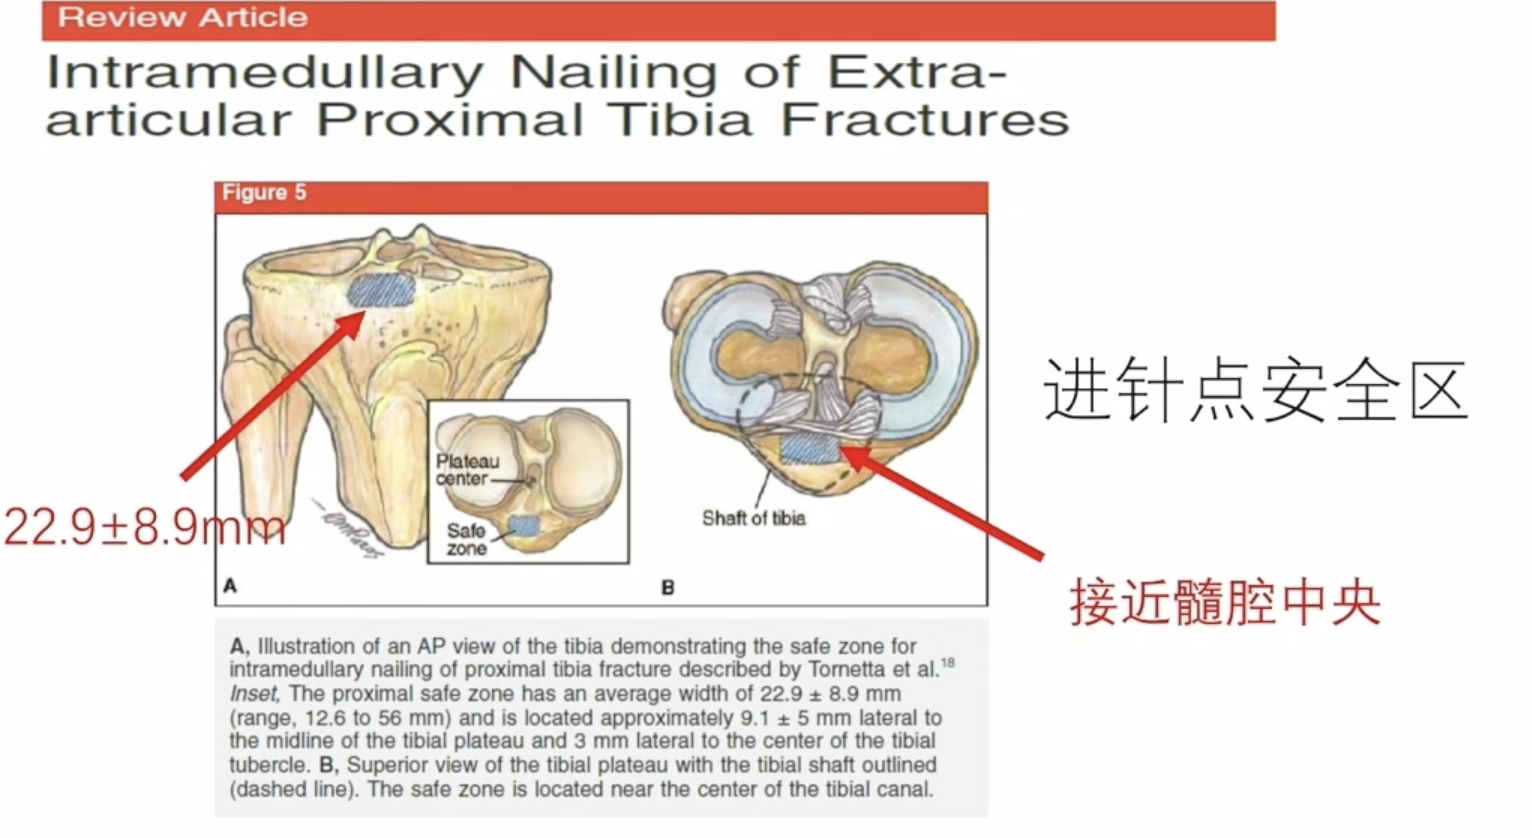 Review Article
Intramedullary Nailing of Extra-
articular Proximal Tibia Fractures
Figure 5
Plateau
center
Safe
zone
A
Shaft of tibia
B
22.9±8.9mm
进针点安全区
接近髓腔中央
A, Illustration of an AP view of the tibia demonstrating the safe zone for
intramedullary nailing of proximal tibia fracture described by Tornetta et al.18
Inset, The proximal safe zone has an average width of 22.9 ± 8.9 mm
(range, 12.6 to 56 mm) and is located approximately 9.1 ± 5 mm lateral to
the midline of the tibial plateau and 3 mm lateral to the center of the tibial
tubercle. B, Superior view of the tibial plateau with the tibial shaft outlined
(dashed line). The safe zone is located near the center of the tibial canal.